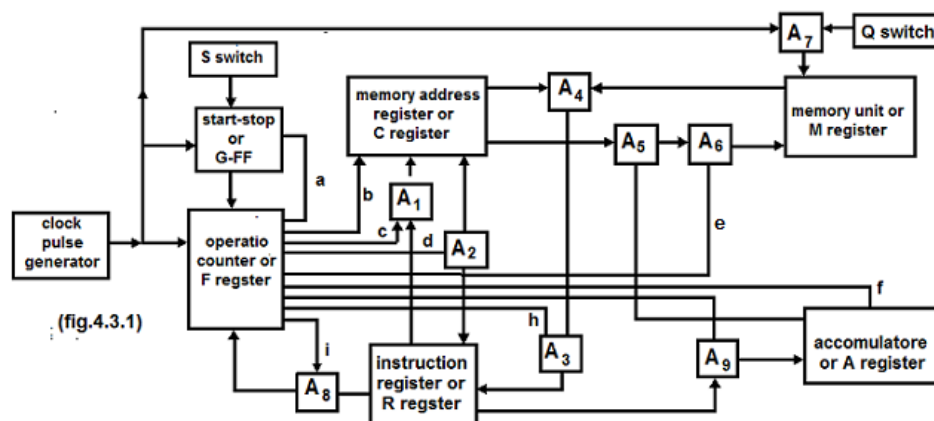 S switch
A7
Q switch
start-stop
or
G-FF
a
memory address
register or
C register
A4
memory unit or
M register
A5
A6
b
A1
c
d
A2
e
clock
pulse
generator
operatio
counter or
F regster
(fig.4.3.1)
f
h
A3
i
A8
instruction
register or
R regster
A9
accumulatore
or A register